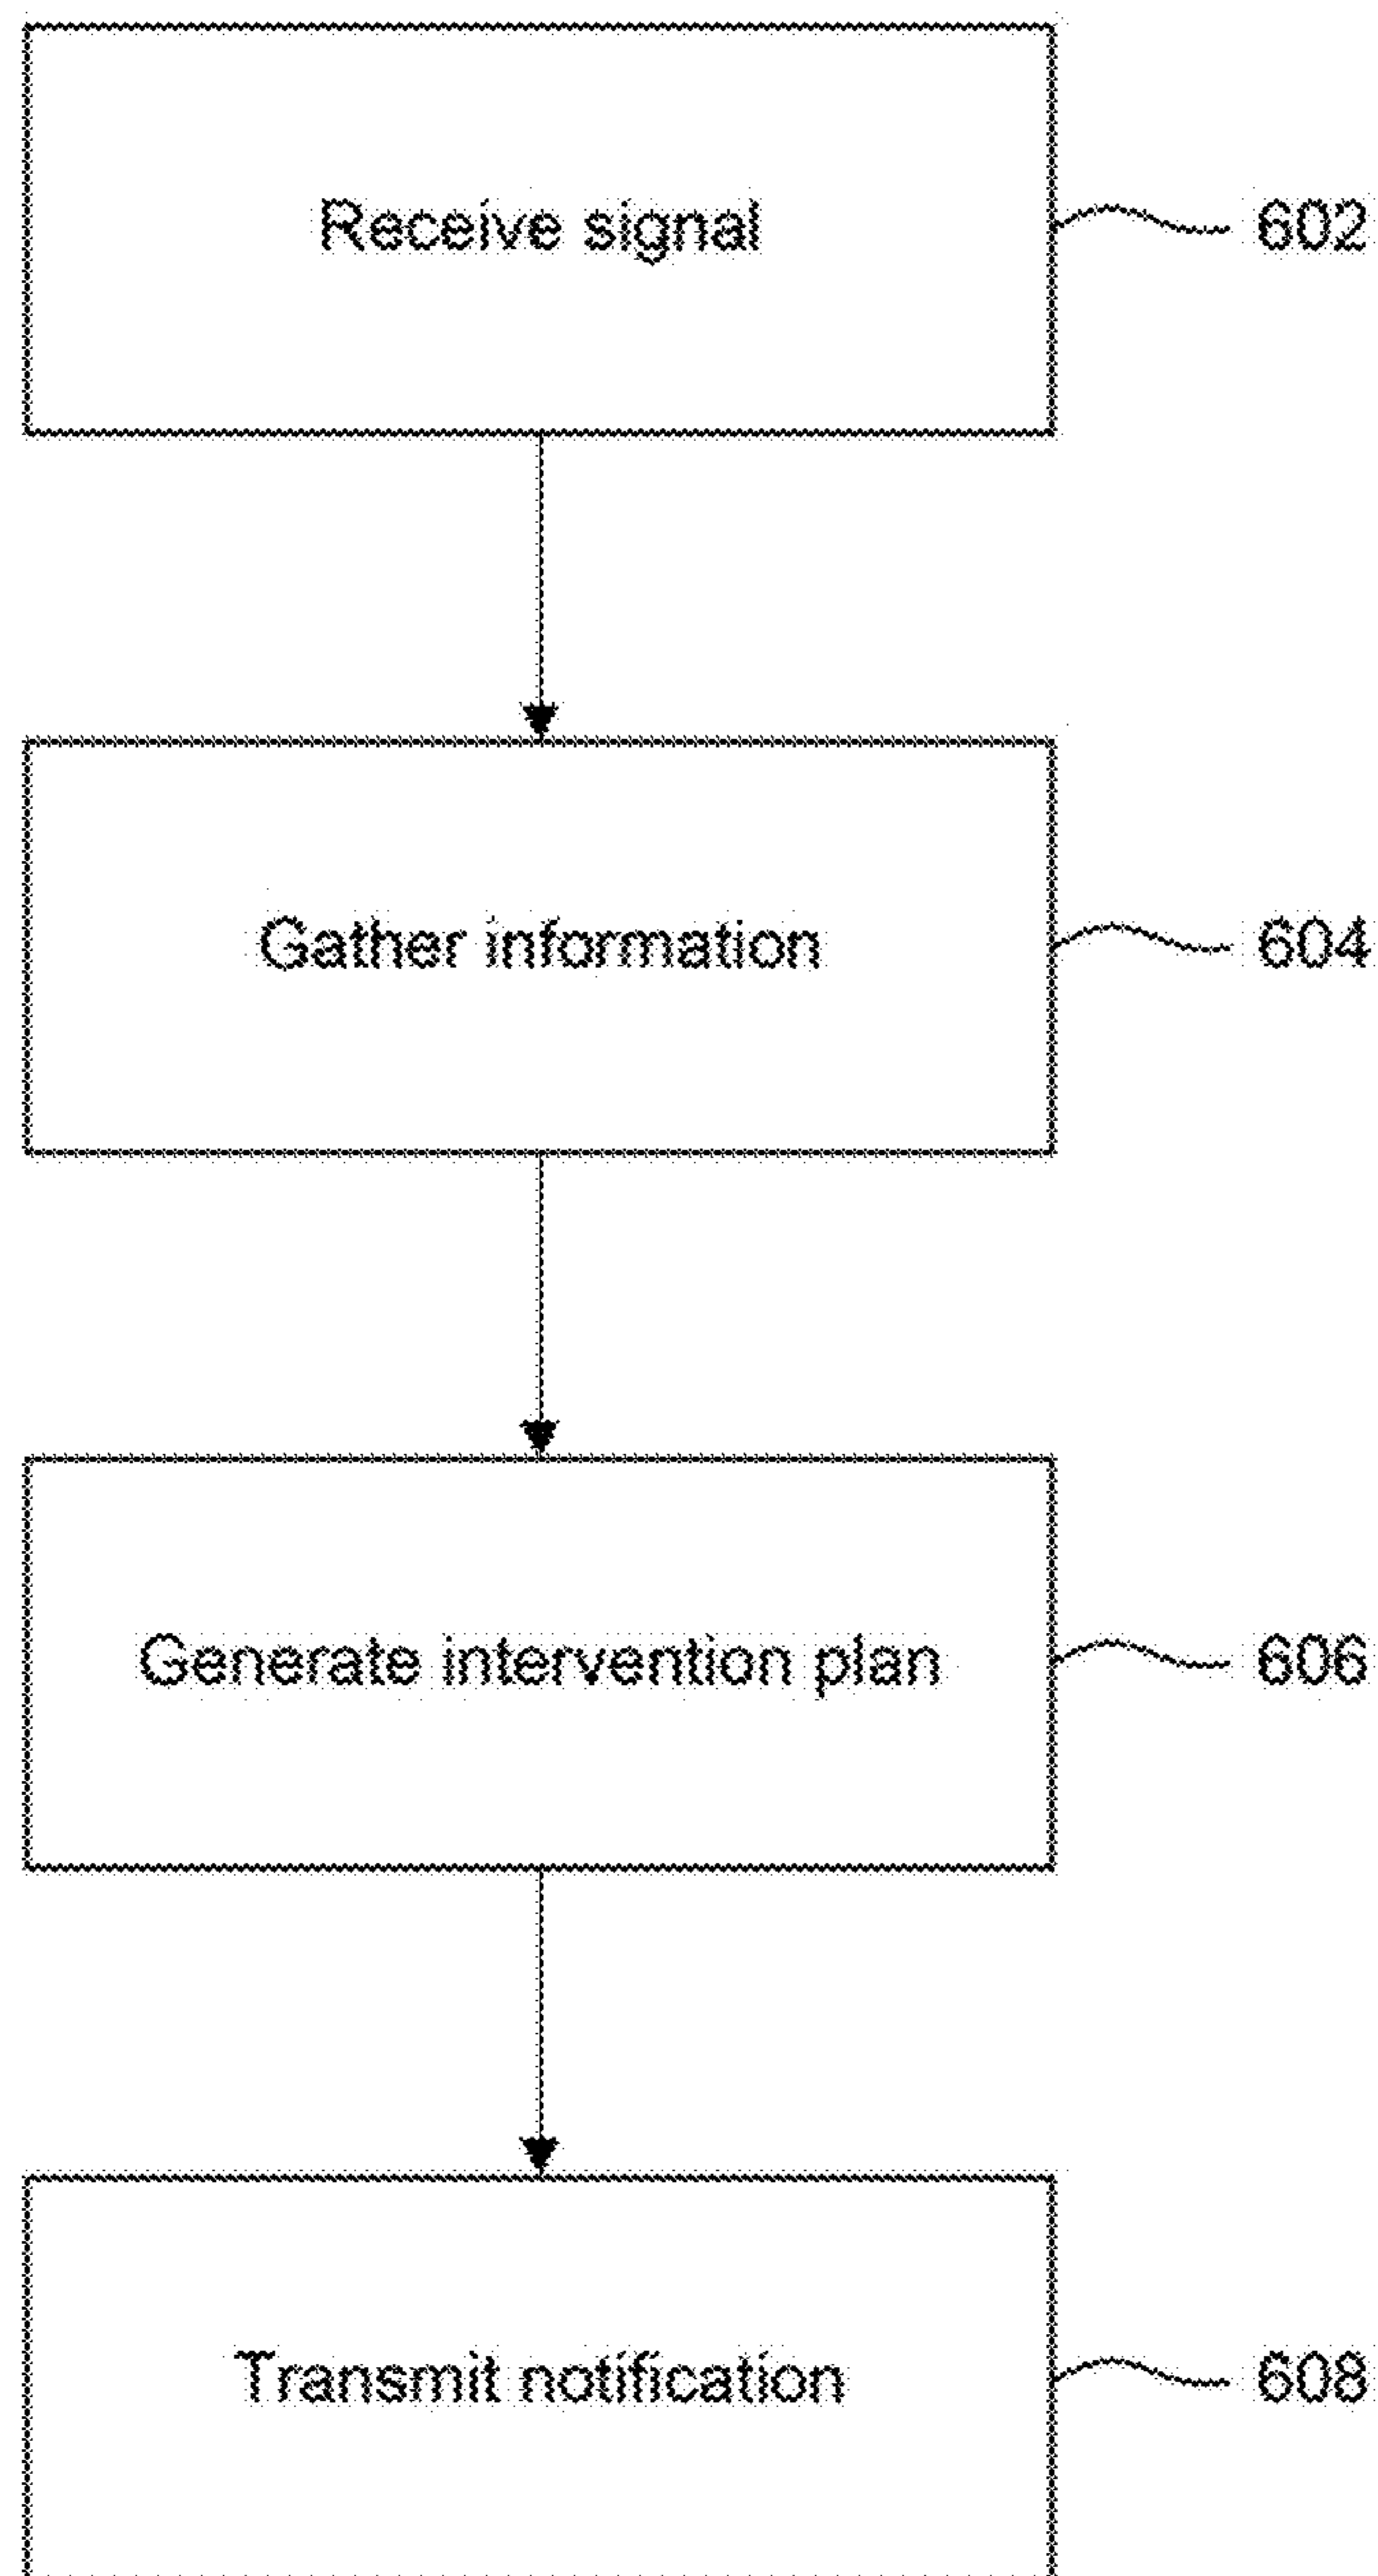 Receive signal
602
Gather information
604
Generate intervention plan
606
Transmit notification
608